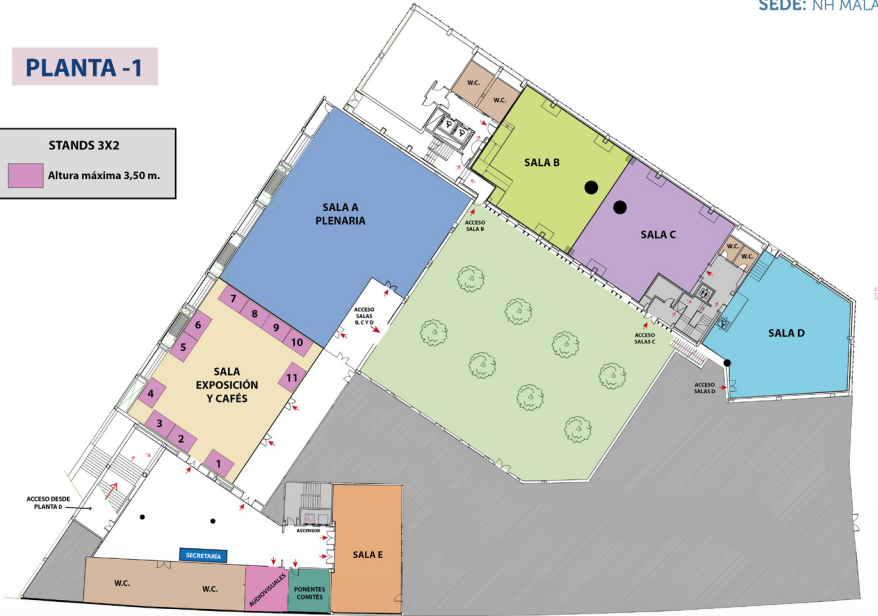 SEDE: NH MÁLA
PLANTA -1
STANDS 3X2
Altura máxima 3,50 m.
W.C.
W.C.
SALA B
SALA A
PLENARIA
SALA C
ACCESO
SALA B
W.C.
W.C.
7
8
9
10
6
5
ACCESO
SALAS
B, C Y D
ACCESO
SALAS C
SALA D
SALA
EXPOSICIÓN
Y CAFÉS
11
4
3
2
1
ACCESO
SALAS D
ACCESO DESDE
PLANTA 0
ASCENSOR
SECRETARÍA
SALA E
W.C.
W.C.
AUDIOVISUALES
PONENTES
COMITÉS